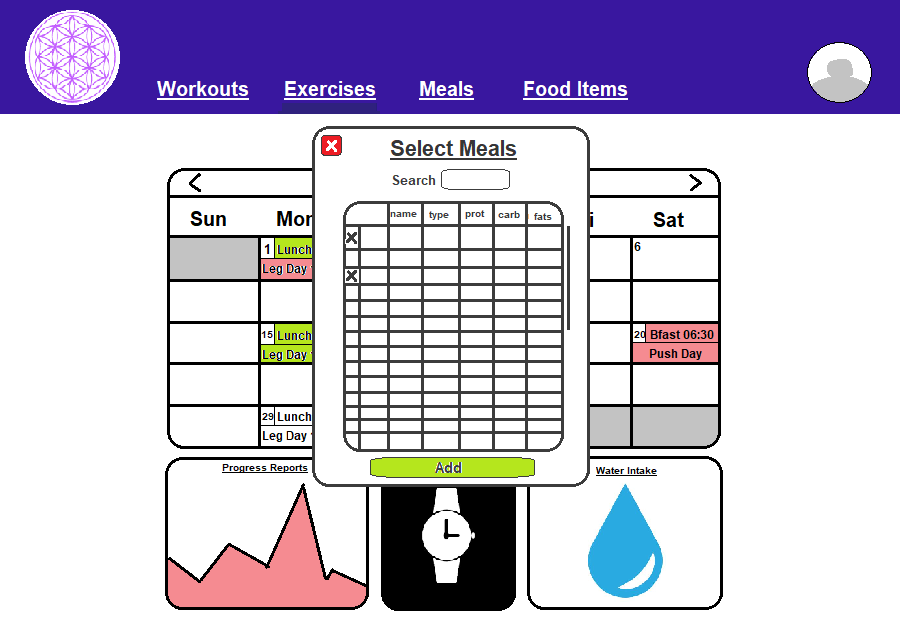 Workouts Exercises Meals Food Items
Select Meals
Search
Sun Mon Sat
name type prot carb fats
1 Lunch
Leg Day
6
15 Lunch
Leg Day
20 Bfast 06:30
Push Day
29 Lunch
Leg Day
Add
Progress Reports
Water Intake